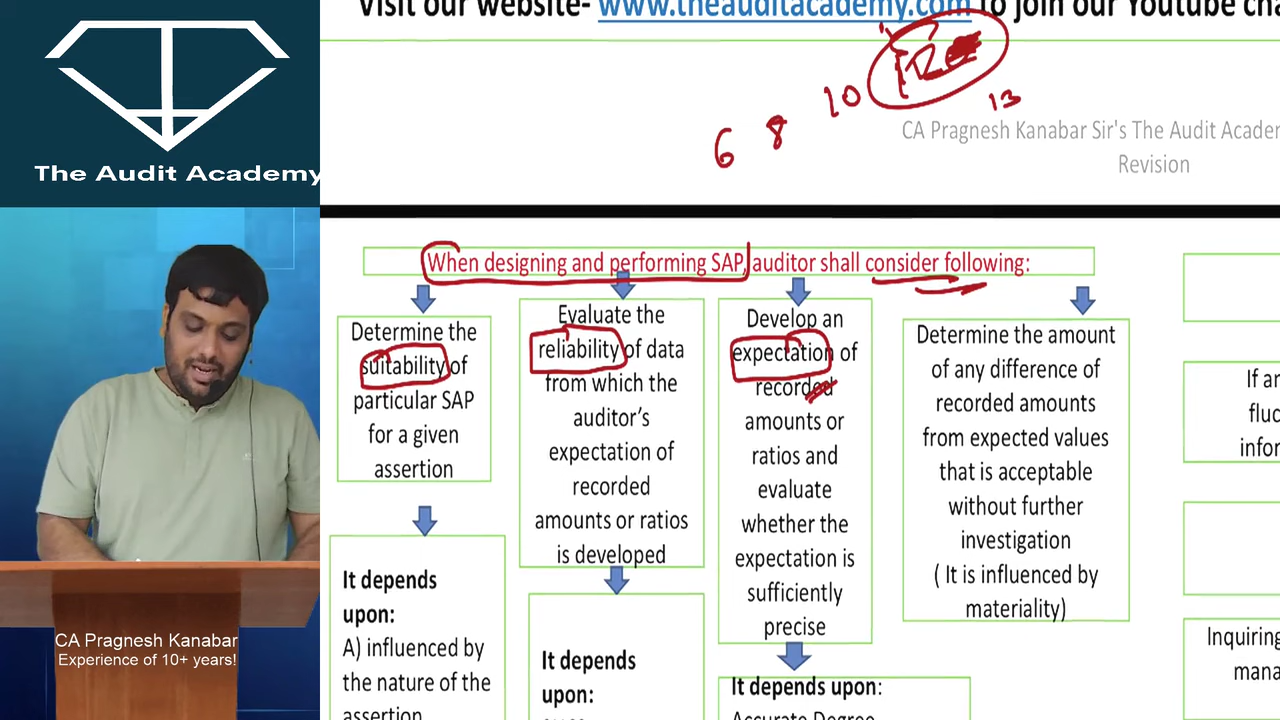 Visit our website- www.theauditacademy.com to join our Youtube cha
10
13
8
6
CA Pragnesh Kanabar Sir's The Audit Acade
Revision
The Audit Academy
When designing and performing SAP, auditor shall consider following:
Determine the
suitability of
particular SAP
for a given
assertion
Evaluate the
reliability of data
from which the
auditor's
expectation of
recorded
amounts or ratios
is developed
Develop an
expectation of
recorded
amounts or
ratios and
evaluate
whether the
expectation is
sufficiently
precise
Determine the amount
of any difference of
recorded amounts
from expected values
that is acceptable
without further
investigation
( It is influenced by
materiality)
If an
fluc
infor
It depends
upon:
A) influenced by
the nature of the
assertion
It depends
upon:
It depends upon:
Accurate Degree
Inquiring
mana
CA Pragnesh Kanabar
Experience of 10+ years!